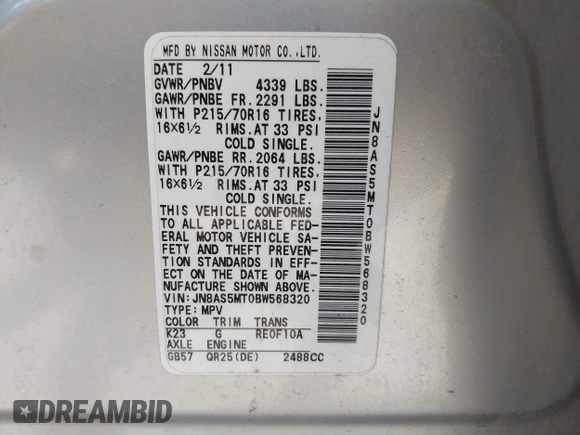 MFD BY NISSAN MOTOR CO.,LTD.
DATE 2/11
GVWR/PNBV 4339 LBS.
GAWR/PNBE FR. 2291 LBS.
WITH P215/70R16 TIRES,
16×6½ RIMS. AT 33 PSI
COLD SINGLE.
GAWR/PNBE RR. 2064 LBS.
WITH P215/70R16 TIRES,
16×6½ RIMS. AT 33 PSI
COLD SINGLE.
THIS VEHICLE CONFORMS
TO ALL APPLICABLE FED-
ERAL MOTOR VEHICLE SA-
FETY AND THEFT PREVEN-
TION STANDARDS IN EFF-
ECT ON THE DATE OF MA-
NUFACTURE SHOWN ABOVE.
VIN: JN8AS5MT0BW568320
TYPE: MPV
COLOR TRIM TRANS
K23 G RE0F10A
AXLE ENGINE
GB57 QR25(DE) 2488CC
JN8AS5MT0BW568320
DREAMBID